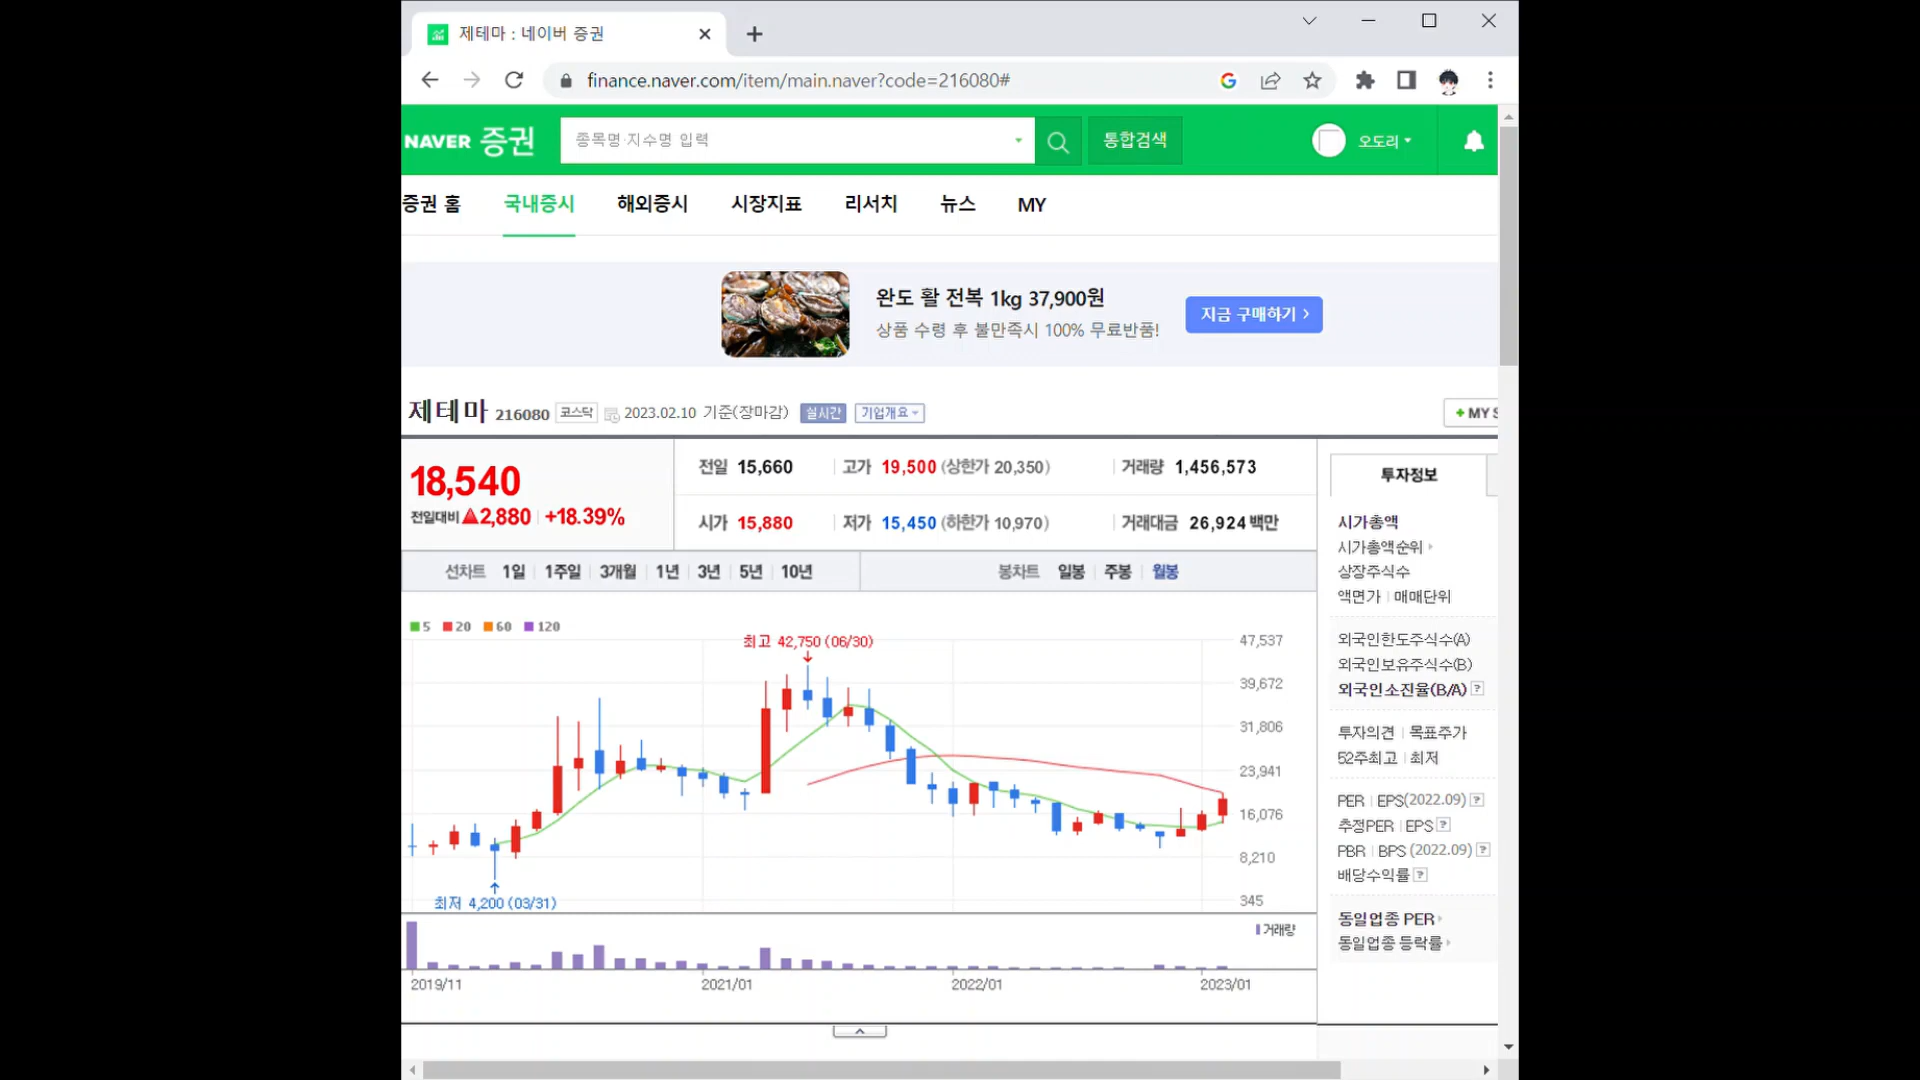 제테마 : 네이버 증권
finance.naver.com/item/main.naver?code=216080#
NAVER 증권
종목명·지수명 입력
통합검색
오도리
증권 홈 국내증시 해외증시 시장지표 리서치 뉴스 MY
완도 활 전복 1kg 37,900원
상품 수령 후 불만족시 100% 무료반품!
지금 구매하기 >
제테마 216080 코스닥 2023.02.10 기준(장마감) 실시간 기업개요
+ MY S
18,540
전일대비 ▲2,880 +18.39%
전일 15,660 고가 19,500 (상한가 20,350) 거래량 1,456,573
시가 15,880 저가 15,450 (하한가 10,970) 거래대금 26,924 백만
선차트 1일 1주일 3개월 1년 3년 5년 10년 봉차트 일봉 주봉 월봉
5 20 60 120
최고 42,750 (06/30)
47,537
39,672
31,806
23,941
16,076
8,210
345
최저 4,200 (03/31)
거래량
2019/11 2021/01 2022/01 2023/01
투자정보
시가총액
시가총액순위
상장주식수
액면가 매매단위
외국인한도주식수(A)
외국인보유주식수(B)
외국인소진율(B/A) ?
투자의견 목표주가
52주최고 최저
PER EPS(2022.09) ?
추정PER EPS ?
PBR BPS (2022.09) ?
배당수익률 ?
동일업종 PER
동일업종 등락률